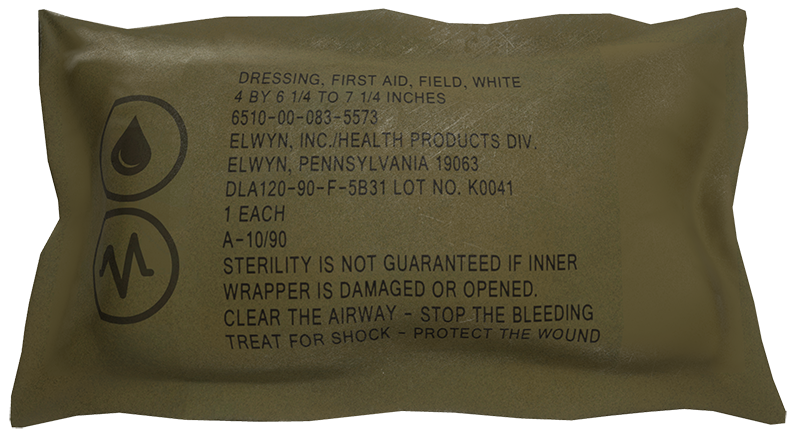 DRESSING, FIRST AID, FIELD, WHITE
4 BY 6 1/4 TO 7 1/4 INCHES
6510-00-083-5573
ELWYN, INC./HEALTH PRODUCTS DIV.
ELWYN, PENNSYLVANIA 19063
DLA120-90-F-5B31 LOT NO. K0041
1 EACH
A-10/90
STERILITY IS NOT GUARANTEED IF INNER
WRAPPER IS DAMAGED OR OPENED.
CLEAR THE AIRWAY - STOP THE BLEEDING
TREAT FOR SHOCK - PROTECT THE WOUND